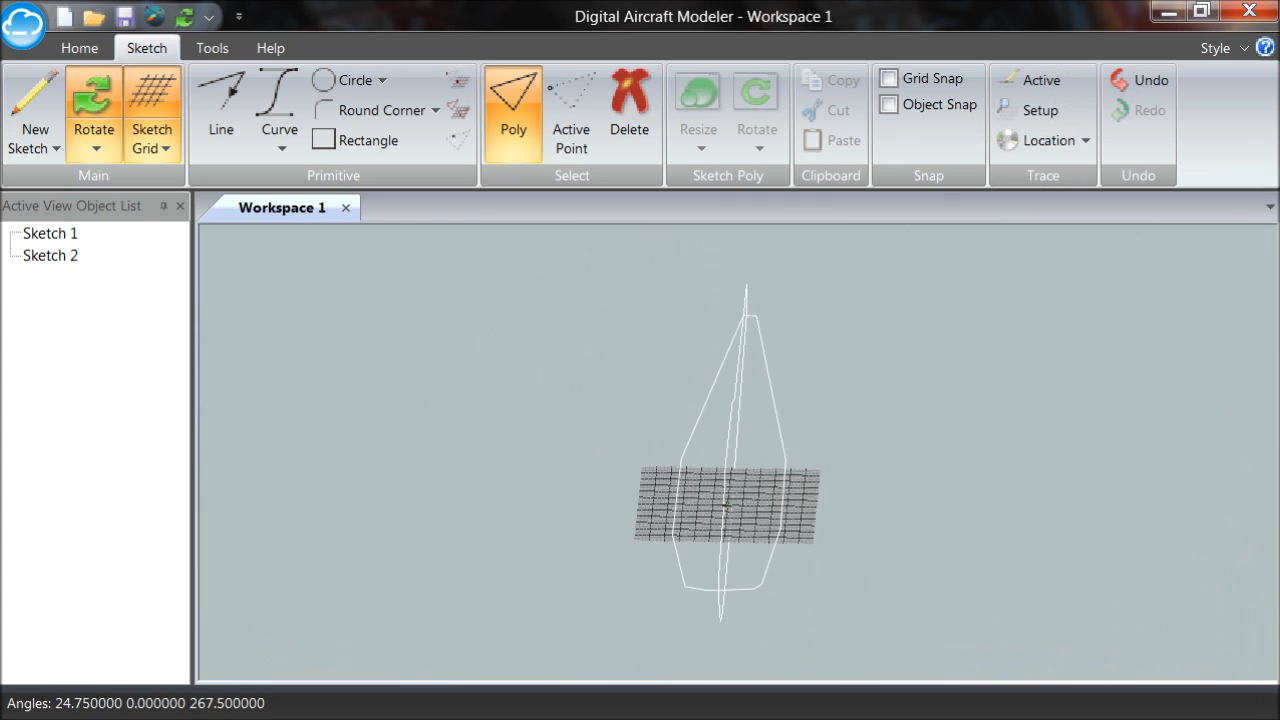 Digital Aircraft Modeler - Workspace 1
Home Sketch Tools Help Style
New Sketch
Rotate
Sketch Grid
Main
Line
Curve
Circle
Round Corner
Rectangle
Primitive
Poly
Active Point
Delete
Select
Resize
Rotate
Sketch Poly
Copy
Cut
Paste
Clipboard
Grid Snap
Object Snap
Snap
Active
Setup
Location
Trace
Undo
Redo
Undo
Active View Object List
Workspace 1
Sketch 1
Sketch 2
Angles: 24.750000 0.000000 267.500000